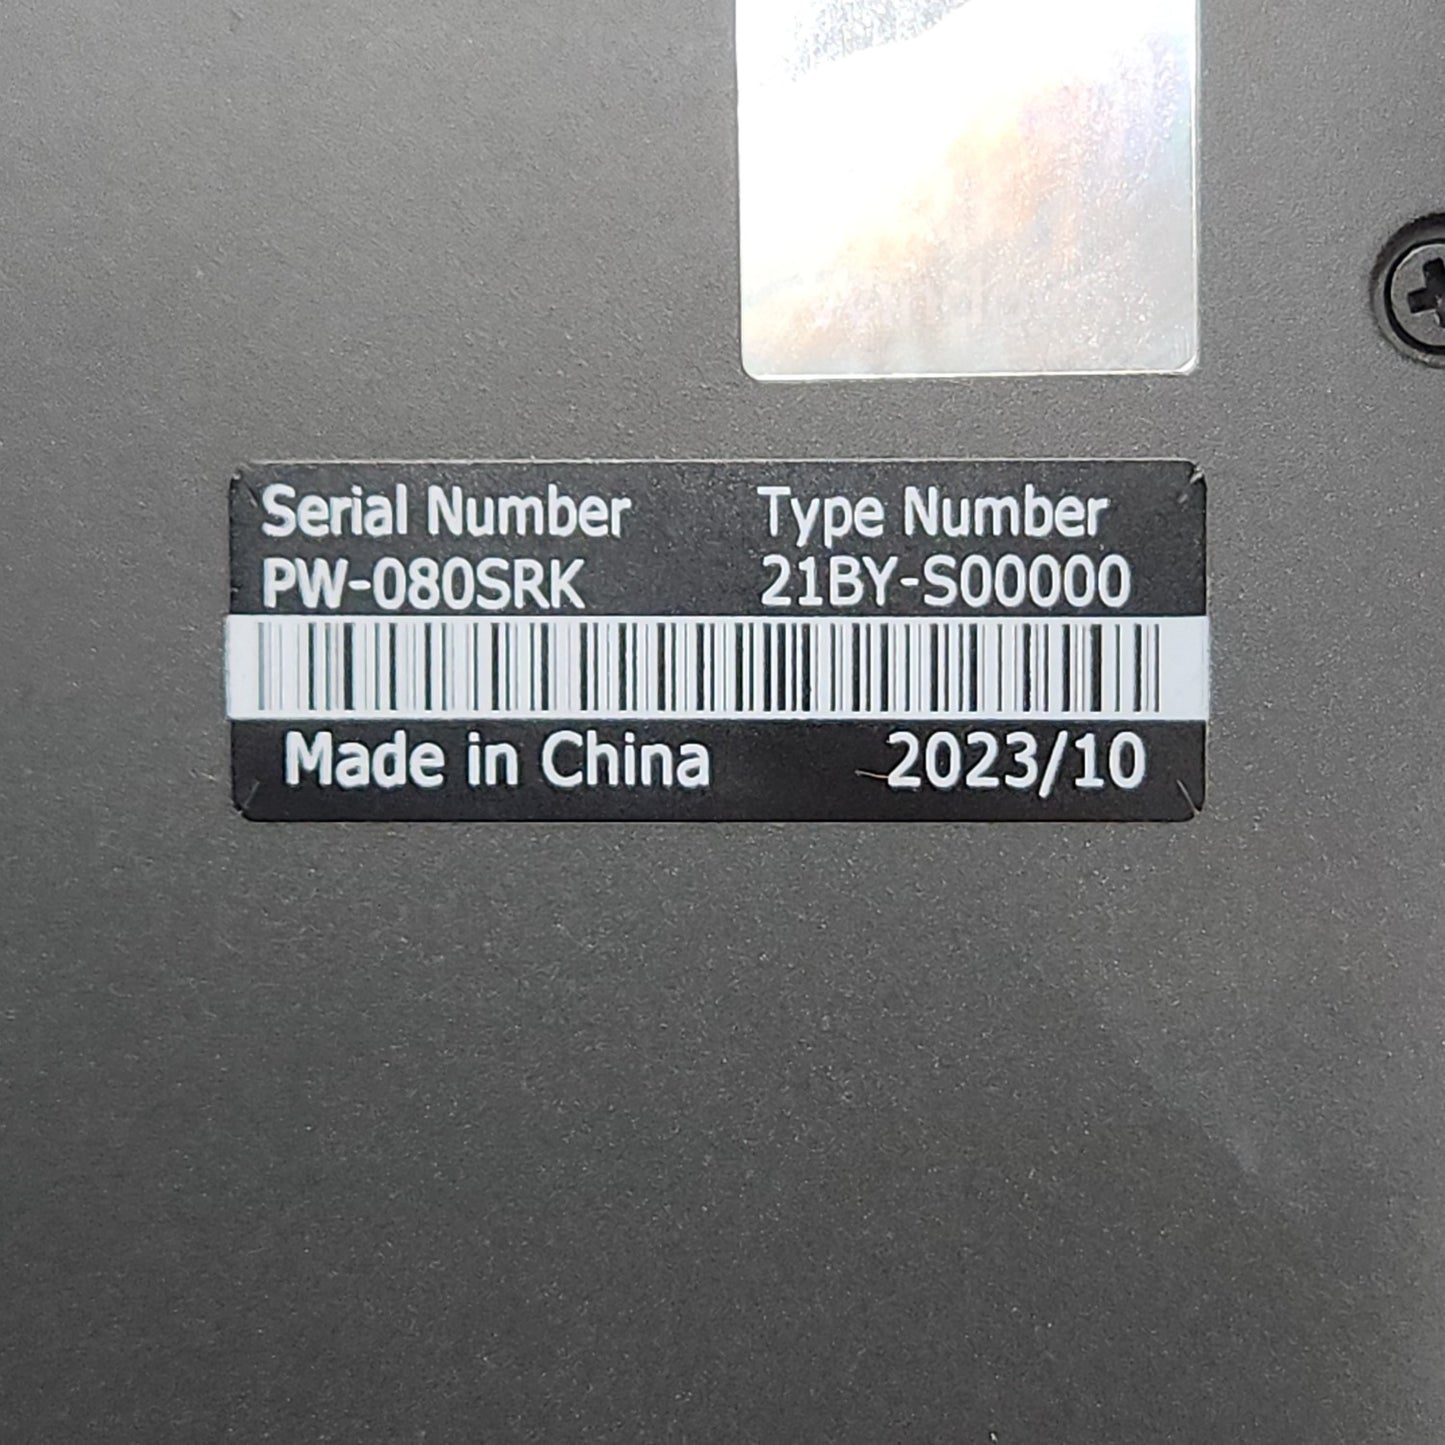 Serial Number Type Number
PW-080SRK 21BY-S00000
Made in China 2023/10